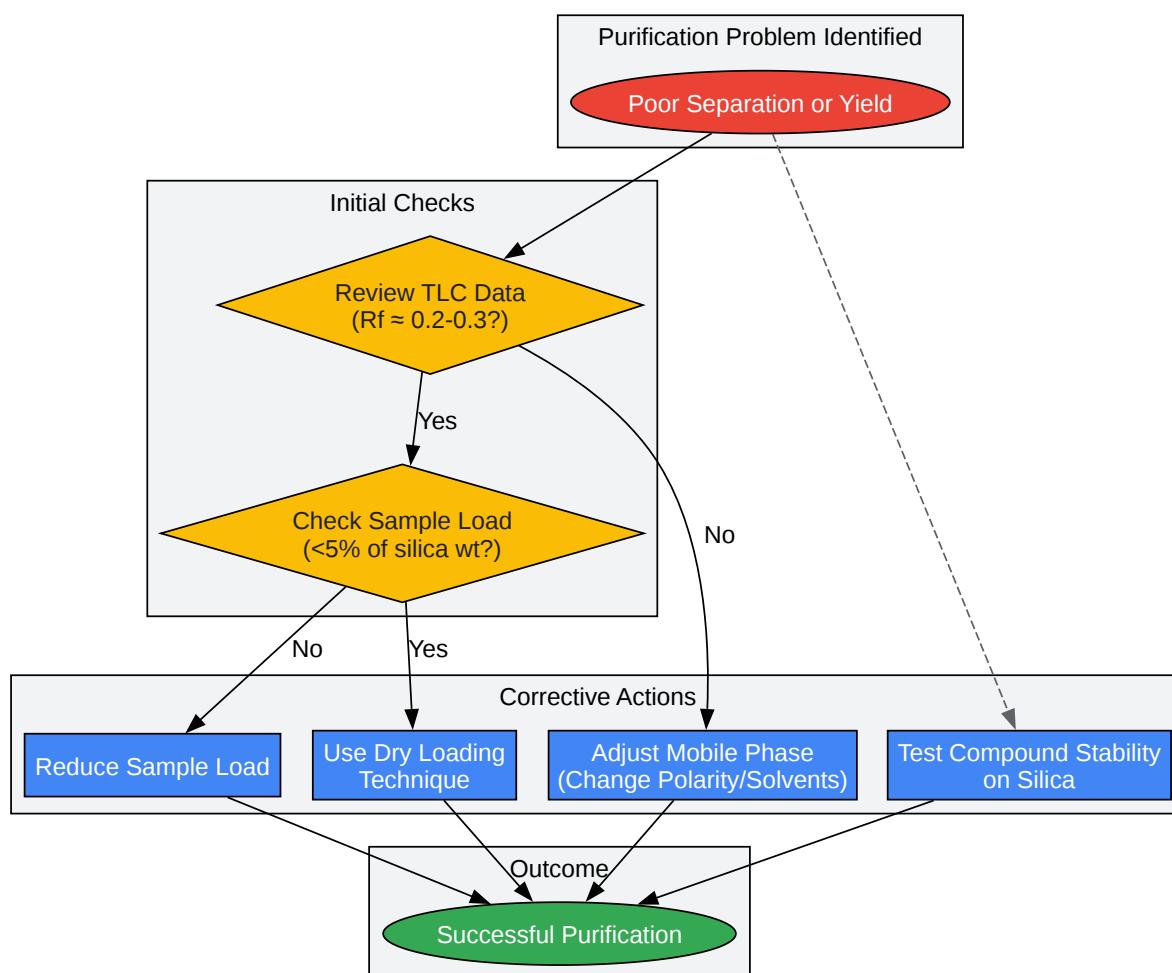 Purification Problem Identified
Poor Separation or Yield
Initial Checks
Review TLC Data
(Rf ≈ 0.2-0.3?)
Yes
Check Sample Load
(<5% of silica wt?)
No
No
Yes
Corrective Actions
Reduce Sample Load
Use Dry Loading
Technique
Adjust Mobile Phase
(Change Polarity/Solvents)
Test Compound Stability
on Silica
Outcome
Successful Purification